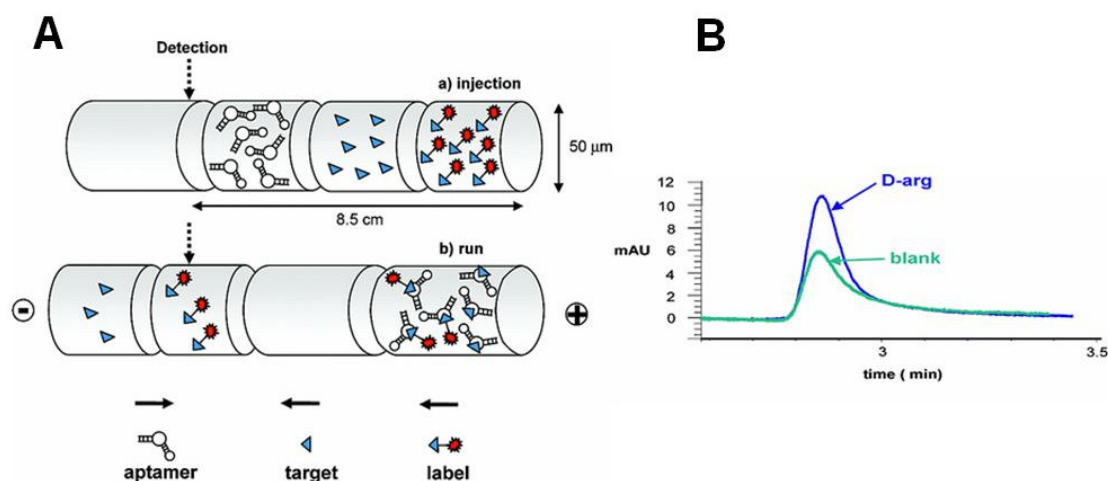 A
Detection
a) injection
50 μm
8.5 cm
b) run
-
+
aptamer
target
label
B
12
10
8
6
4
2
0
mAU
D-arg
blank
3
3.5
time ( min)